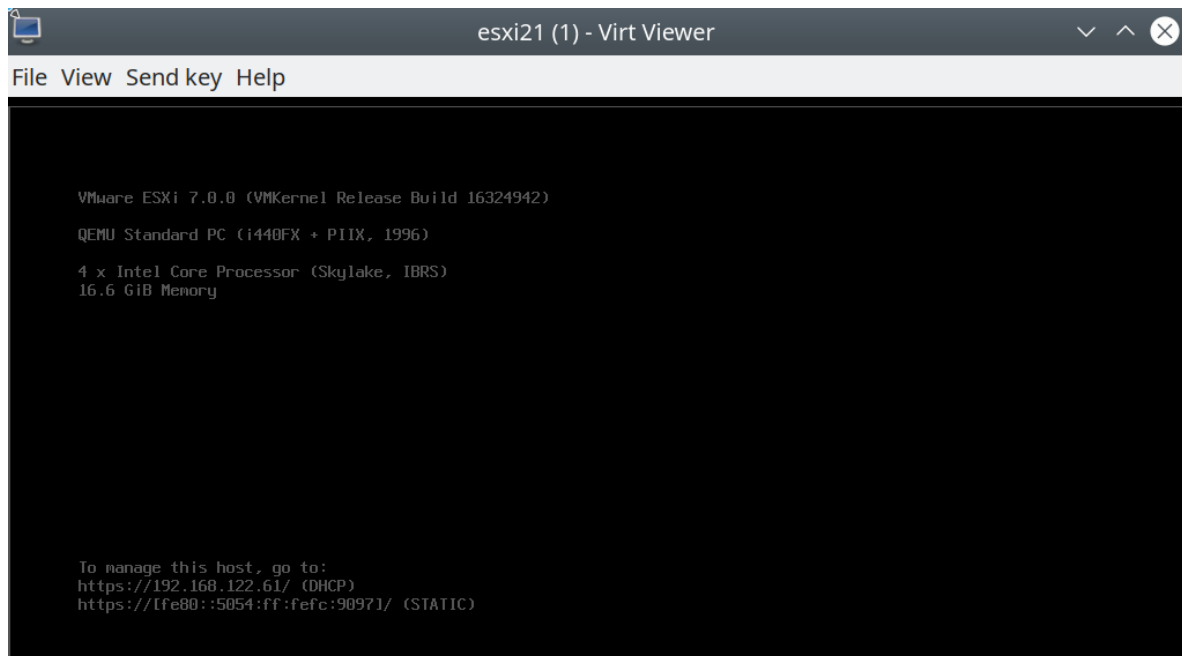 esxi21 (1) - Virt Viewer
File View Send key Help
VMware ESXi 7.0.0 (VMKernel Release Build 16324942)
QEMU Standard PC (i440FX + PIIX, 1996)
4 x Intel Core Processor (Skylake, IBRS)
16.6 GiB Memory
To manage this host, go to:
https://192.168.122.61/ (DHCP)
https://[fe80::5054:ff:fefc:9097]/ (STATIC)